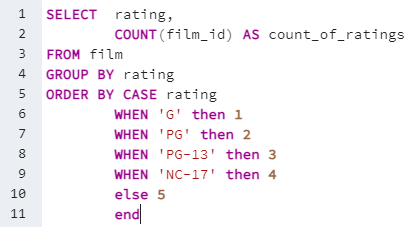 1 SELECT  rating,
2         COUNT(film_id) AS count_of_ratings
3 FROM film
4 GROUP BY rating
5 ORDER BY CASE rating
6         WHEN 'G' then 1
7         WHEN 'PG' then 2
8         WHEN 'PG-13' then 3
9         WHEN 'NC-17' then 4
10         else 5
11         end